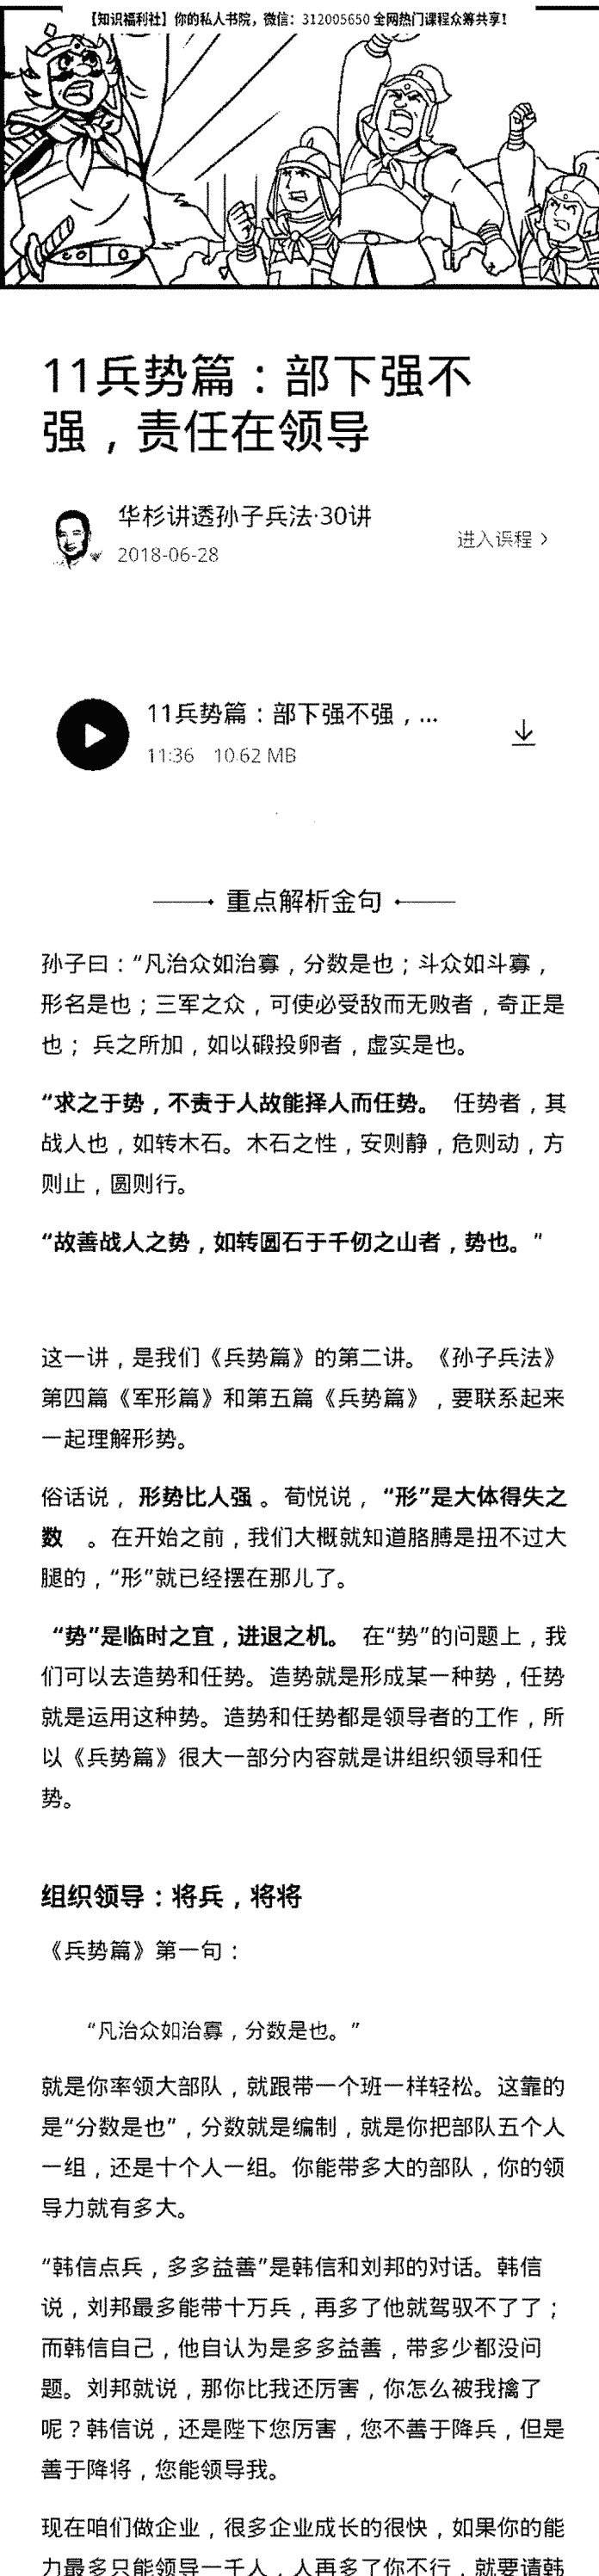 【知识福利社】你的私人书院，微信：312005650 全网热门课程众筹共享！
11兵势篇：部下强不
强，责任在领导
华杉讲透孙子兵法·30讲
2018-06-28
进入课程
11兵势篇：部下强不强，...
11:36 10.62 MB
重点解析金句
孙子曰：“凡治众如治寡，分数是也；斗众如斗寡，
形名是也；三军之众，可使必受敌而无败者，奇正是
也； 兵之所加，如以碫投卵者，虚实是也。
“求之于势，不责于人故能择人而任势。 任势者，其
战人也，如转木石。木石之性，安则静，危则动，方
则止，圆则行。
“故善战人之势，如转圆石于千仞之山者，势也。”
这一讲，是我们《兵势篇》的第二讲。《孙子兵法》
第四篇《军形篇》和第五篇《兵势篇》，要联系起来
一起理解形势。
俗话说， 形势比人强 。荀悦说， “形”是大体得失之
数 。在开始之前，我们大概就知道胳膊是扭不过大
腿的，“形”就已经摆在那儿了。
“势”是临时之宜，进退之机。 在“势”的问题上，我
们可以去造势和任势。造势就是形成某一种势，任势
就是运用这种势。造势和任势都是领导者的工作，所
以《兵势篇》很大一部分内容就是讲组织领导和任
势。
组织领导：将兵，将将
《兵势篇》第一句：
“凡治众如治寡，分数是也。”
就是你率领大部队，就跟带一个班一样轻松。这靠的
是“分数是也”，分数就是编制，就是你把部队五个人
一组，还是十个人一组。你能带多大的部队，你的领
导力就有多大。
“韩信点兵，多多益善”是韩信和刘邦的对话。韩信
说，刘邦最多能带十万兵，再多了他就驾驭不了了；
而韩信自己，他自认为是多多益善，带多少都没问
题。刘邦就说，那你比我还厉害，你怎么被我擒了
呢？韩信说，还是陛下您厉害，您不善于降兵，但是
善于降将，您能领导我。
现在咱们做企业，很多企业成长的很快，如果你的能
力最多只能领导一千人，人再多了你不行，就要请韩